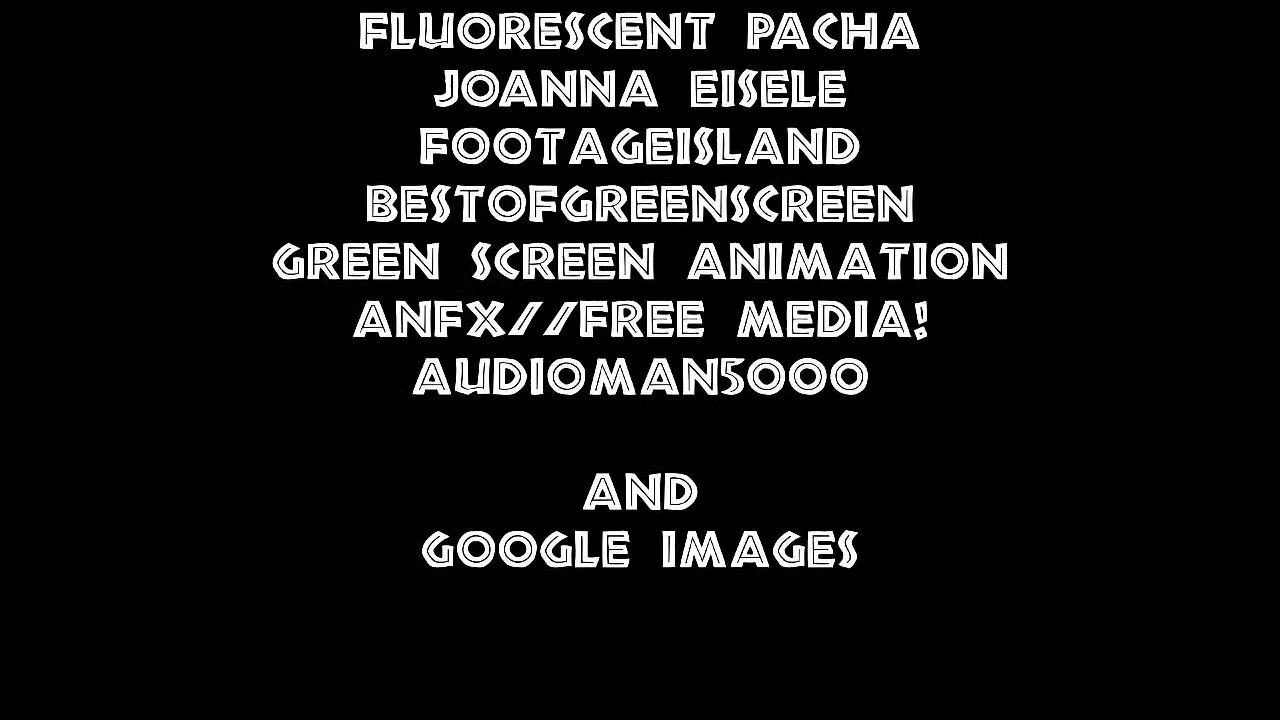 FLUORESCENT PACHA
JOANNA EISELE
FOOTAGEISLAND
BESTOFGREENSCREEN
GREEN SCREEN ANIMATION
ANFX//FREE MEDIA!
AUDIOMAN5000
AND
GOOGLE IMAGES